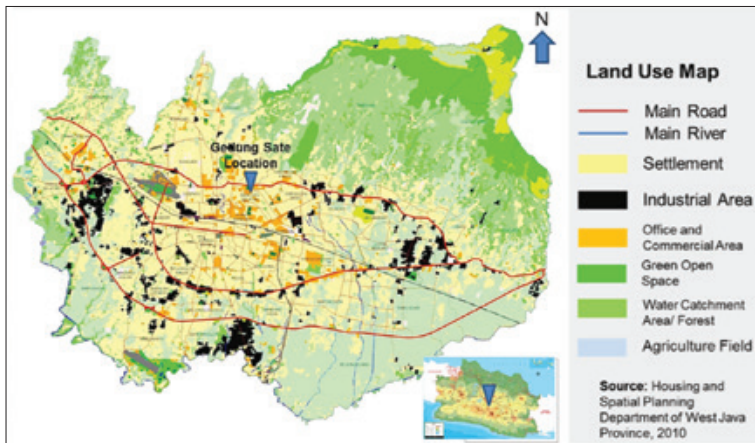 N
Gedung Sate
Location
Land Use Map
Main Road
Main River
Settlement
Industrial Area
Office and
Commercial Area
Green Open
Space
Water Catchment
Area/ Forest
Agriculture Field
Source: Housing and
Spatial Planning
Department of West Java
Province, 2010